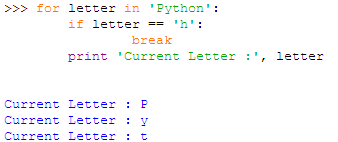 >>> for letter in 'Python':
        if letter == 'h':
                break
        print 'Current Letter :', letter
Current Letter : P
Current Letter : y
Current Letter : t